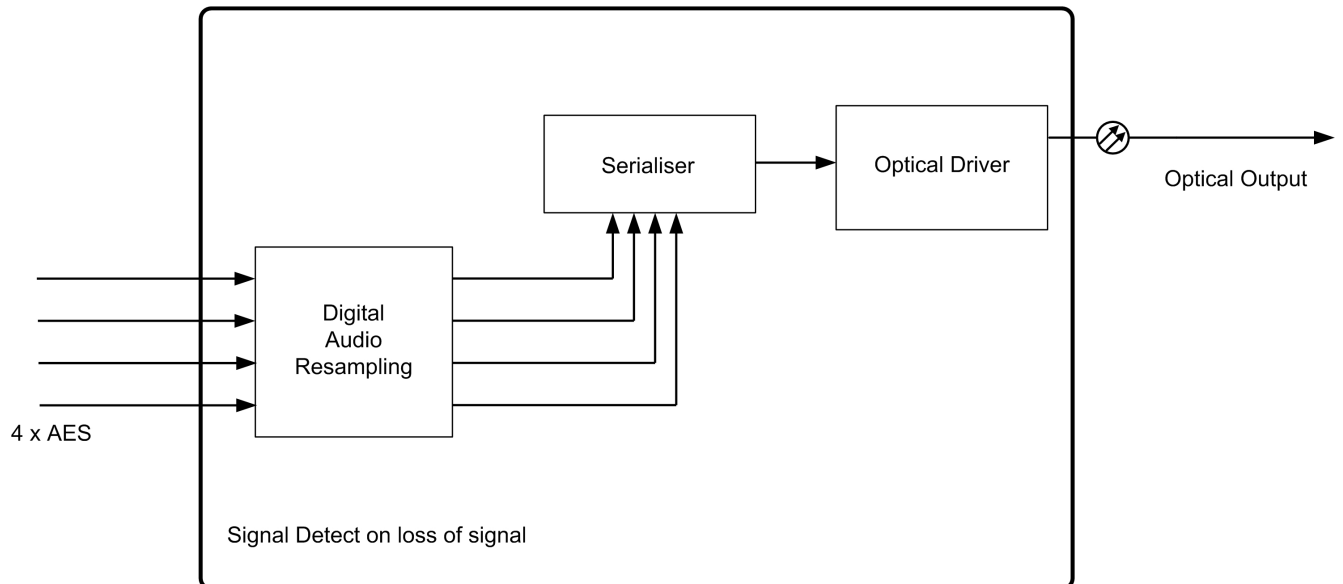 Serialiser
Optical Driver
Optical Output
Digital
Audio
Resampling
4 x AES
Signal Detect on loss of signal